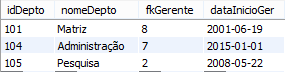 idDepto nomeDepto fkGerente dataInicioGer
101 Matriz 8 2001-06-19
104 Administração 7 2015-01-01
105 Pesquisa 2 2008-05-22